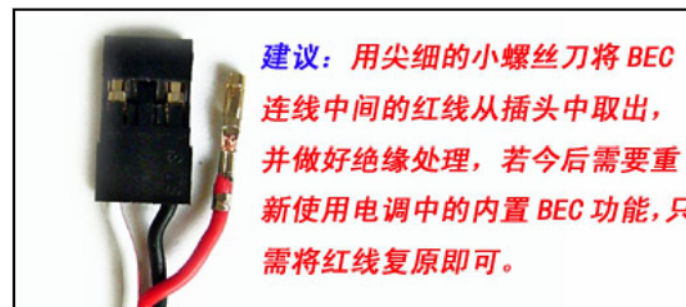 建议：用尖细的小螺丝刀将 BEC
连线中间的红线从插头中取出，
并做好绝缘处理，若今后需要重
新使用电调中的内置 BEC 功能，只
需将红线复原即可。